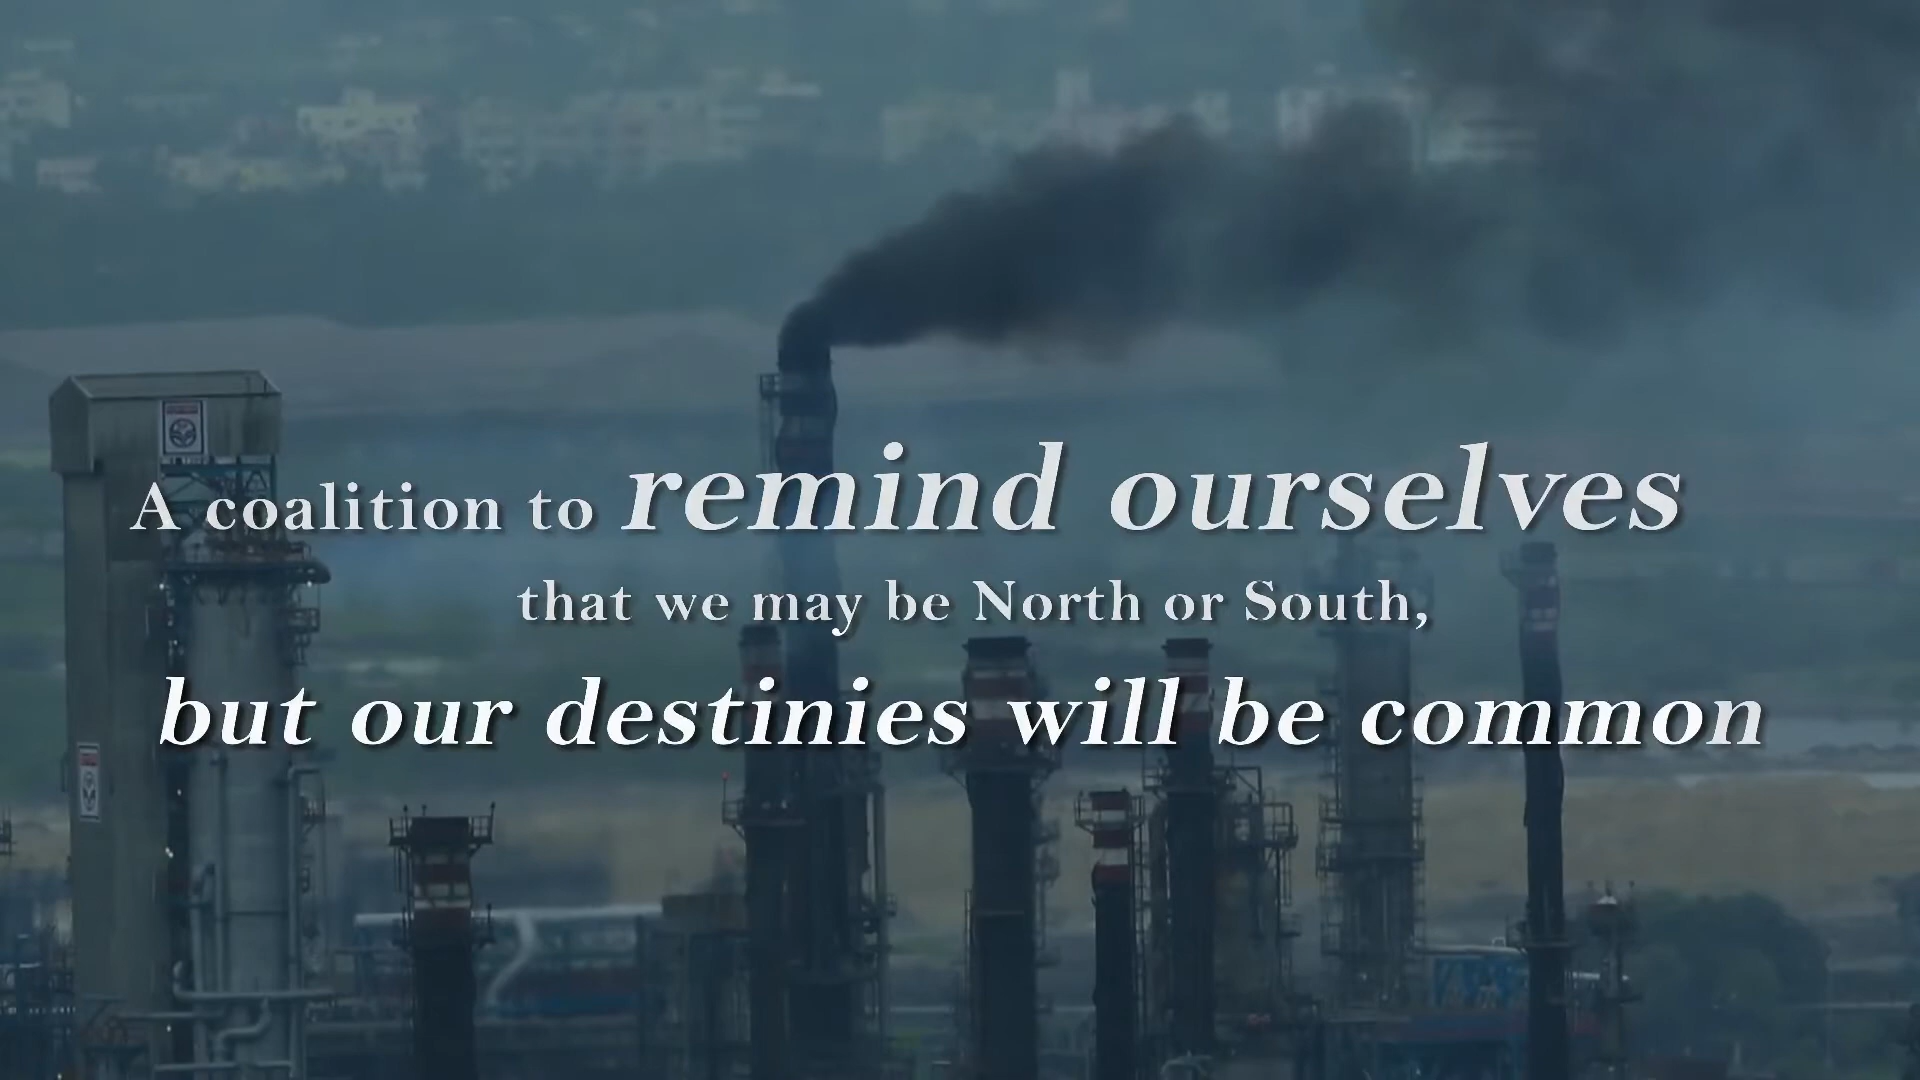 A coalition to remind ourselves
that we may be North or South,
but our destinies will be common